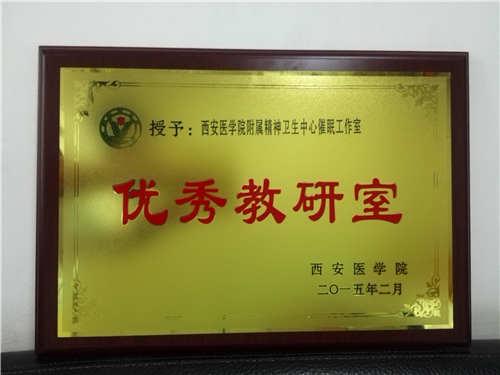 授予：西安医学院附属精神卫生中心催眠工作室
优秀教研室
西安医学院
二〇一五年二月